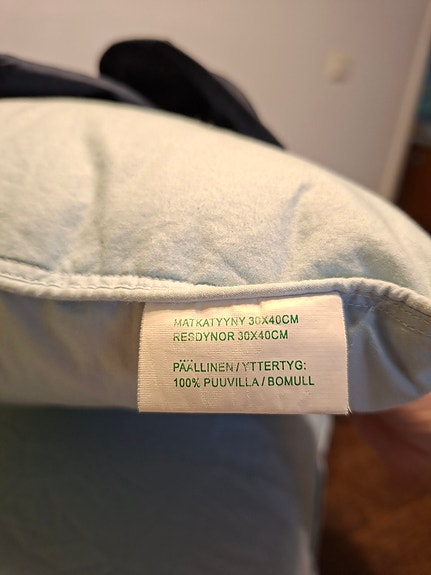 MATKATYYNY 30X40CM
RESDYNOR 30X40CM
PÄÄLLINEN / YTTERTYG:
100% PUUVILLA / BOMULL